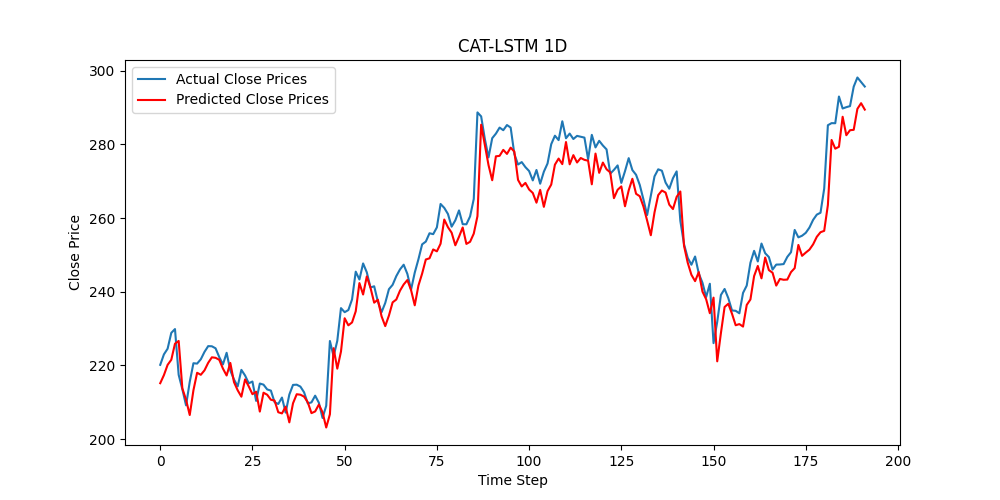 CAT-LSTM 1D
Actual Close Prices
Predicted Close Prices
300
280
260
240
220
200
Close Price
0 25 50 75 100 125 150 175 200
Time Step